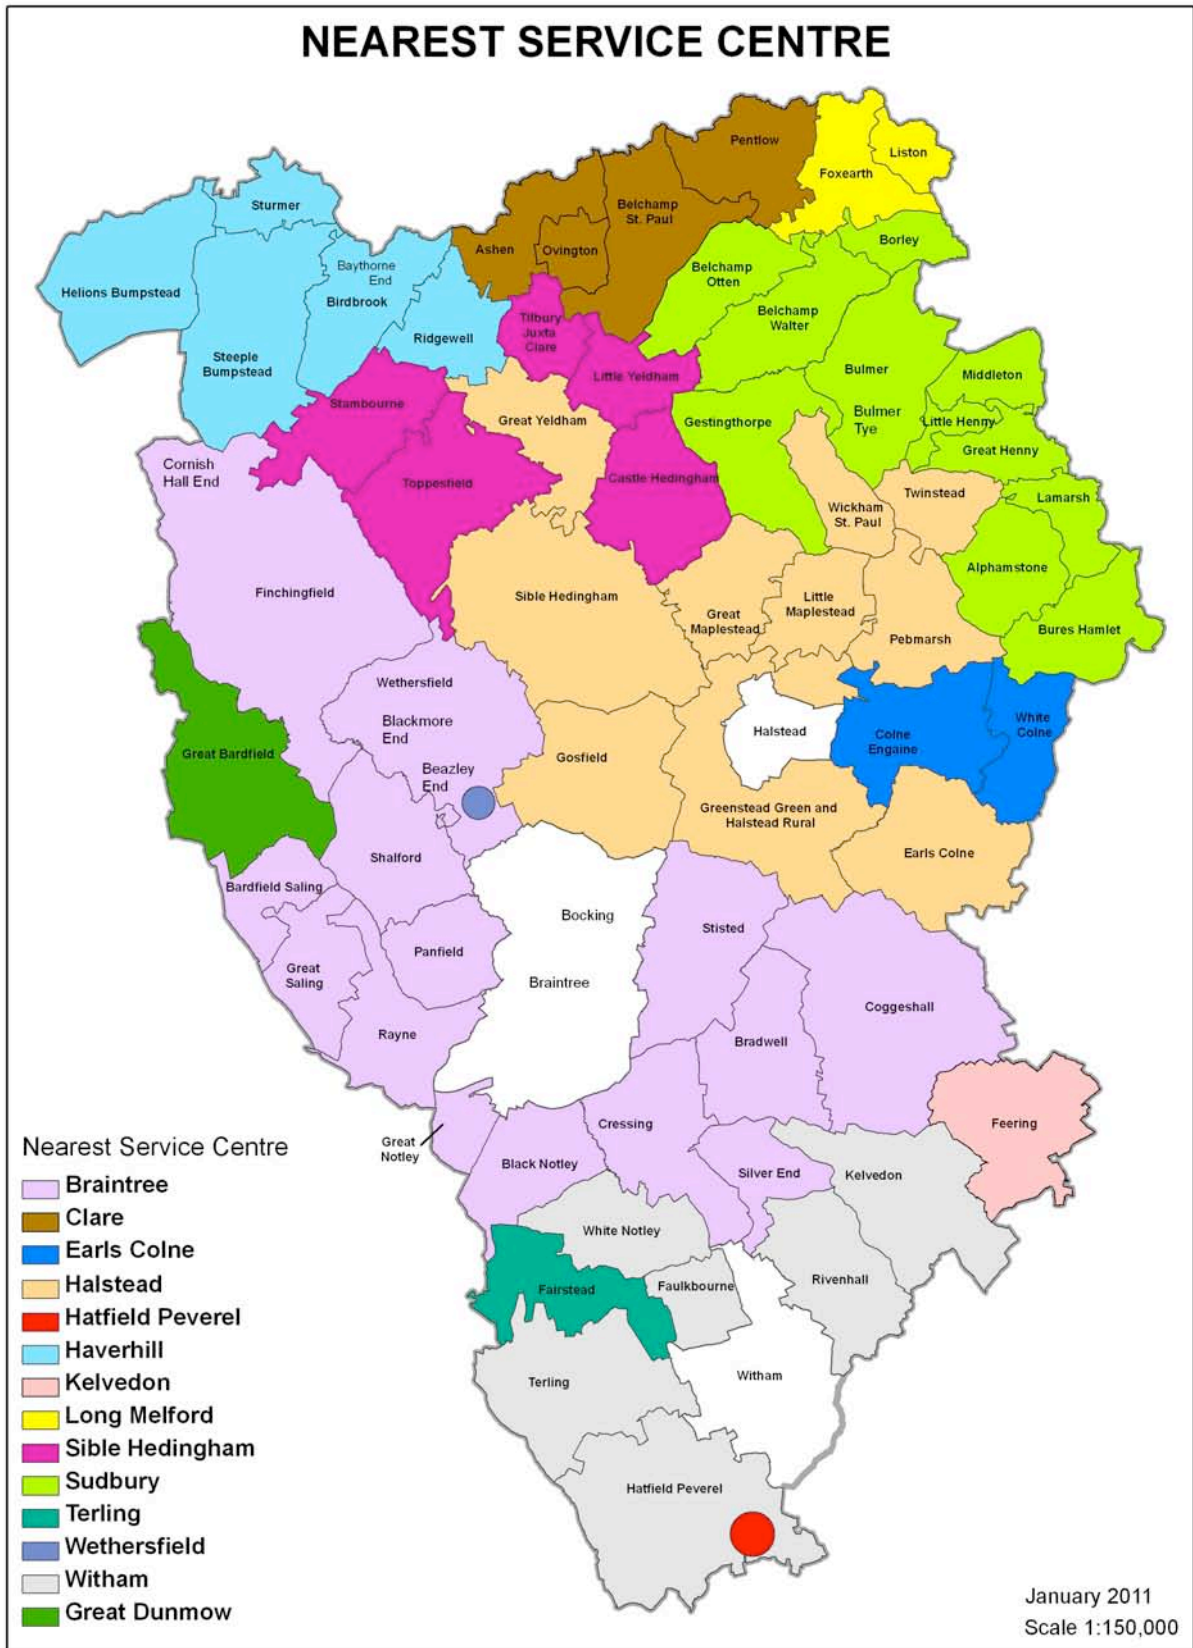 NEAREST SERVICE CENTRE
Pentlow
Liston
Foxearth
Belchamp
St. Paul
Sturmer
Ashen
Ovington
Borley
Baythorne
End
Birdbrook
Belchamp
Otten
Helions Bumpstead
Belchamp
Walter
Tilbury
Juxta
Clare
Ridgewell
Steeple
Bumpstead
Little Yeldham
Bulmer
Middleton
Stambourne
Great Yeldham
Gestingthorpe
Bulmer
Tye
Little Henny
Great Henny
Cornish
Hall End
Toppesfield
Castle Hedingham
Twinstead
Lamarsh
Wickham
St. Paul
Alphamstone
Finchingfield
Sible Hedingham
Little
Maplestead
Great
Maplestead
Pebmarsh
Bures Hamlet
Wethersfield
Blackmore
End
Halstead
Colne
Engaine
White
Colne
Great Bardfield
Gosfield
Beazley
End
Greenstead Green and
Halstead Rural
Shalford
Earls Colne
Bardfield Saling
Bocking
Stisted
Panfield
Great
Saling
Braintree
Coggeshall
Rayne
Bradwell
Feering
Cressing
Great
Notley
Black Notley
Silver End
Kelvedon
White Notley
Fairstead
Faulkbourne
Rivenhall
Terling
Witham
Hatfield Peverel
Nearest Service Centre
Braintree
Clare
Earls Colne
Halstead
Hatfield Peverel
Haverhill
Kelvedon
Long Melford
Sible Hedingham
Sudbury
Terling
Wethersfield
Witham
Great Dunmow
January 2011
Scale 1:150,000